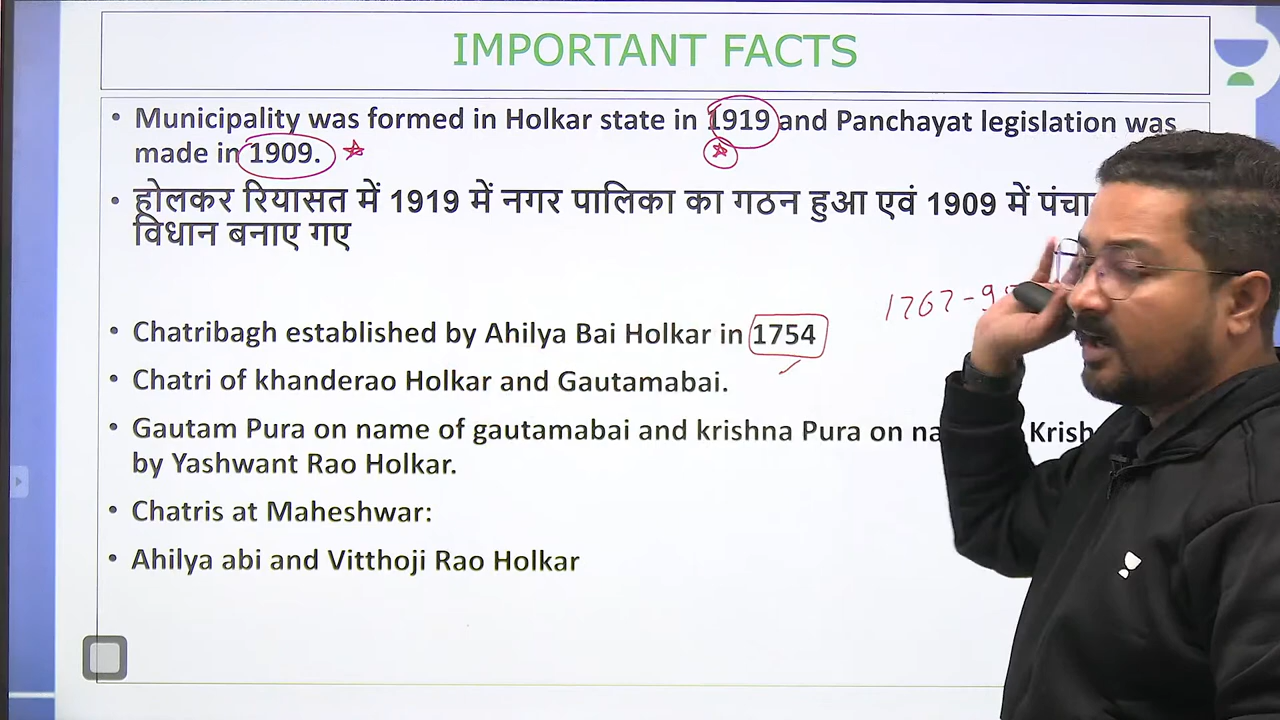 IMPORTANT FACTS
• Municipality was formed in Holkar state in 1919 and Panchayat legislation was
made in 1909.
• होलकर रियासत में 1919 में नगर पालिका का गठन हुआ एवं 1909 में
विधान बनाए गए
1767-9
• Chatribagh established by Ahilya Bai Holkar in 1754
• Chatri of khanderao Holkar and Gautamabai.
• Gautam Pura on name of gautamabai and krishna Pura on
by Yashwant Rao Holkar.
• Chatris at Maheshwar:
• Ahilya abi and Vitthoji Rao Holkar